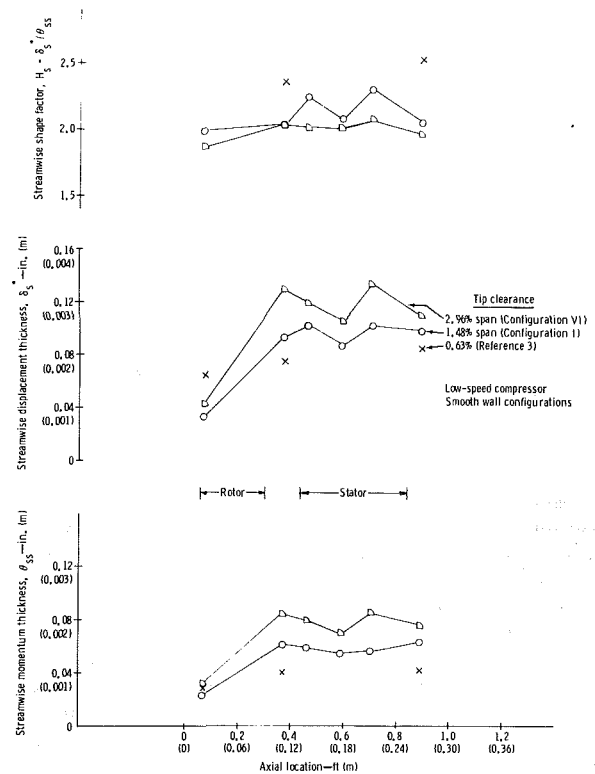 Streamwise shape factor, H_s - δ_s^*/θ_ss
2.5
2.0
1.5
Streamwise displacement thickness, δ_s^* — in. (m)
0.16
(0.004)
0.12
(0.003)
0.08
(0.002)
0.04
(0.001)
0
Tip clearance
2.96% span (Configuration VI)
1.48% span (Configuration I)
0.63% (Reference 3)
Low-speed compressor
Smooth wall configurations
Rotor
Stator
Streamwise momentum thickness, θ_ss — in. (m)
0.12
(0.003)
0.08
(0.002)
0.04
(0.001)
0
0 0.2 0.4 0.6 0.8 1.0 1.2
(0) (0.06) (0.12) (0.18) (0.24) (0.30) (0.36)
Axial location—ft (m)